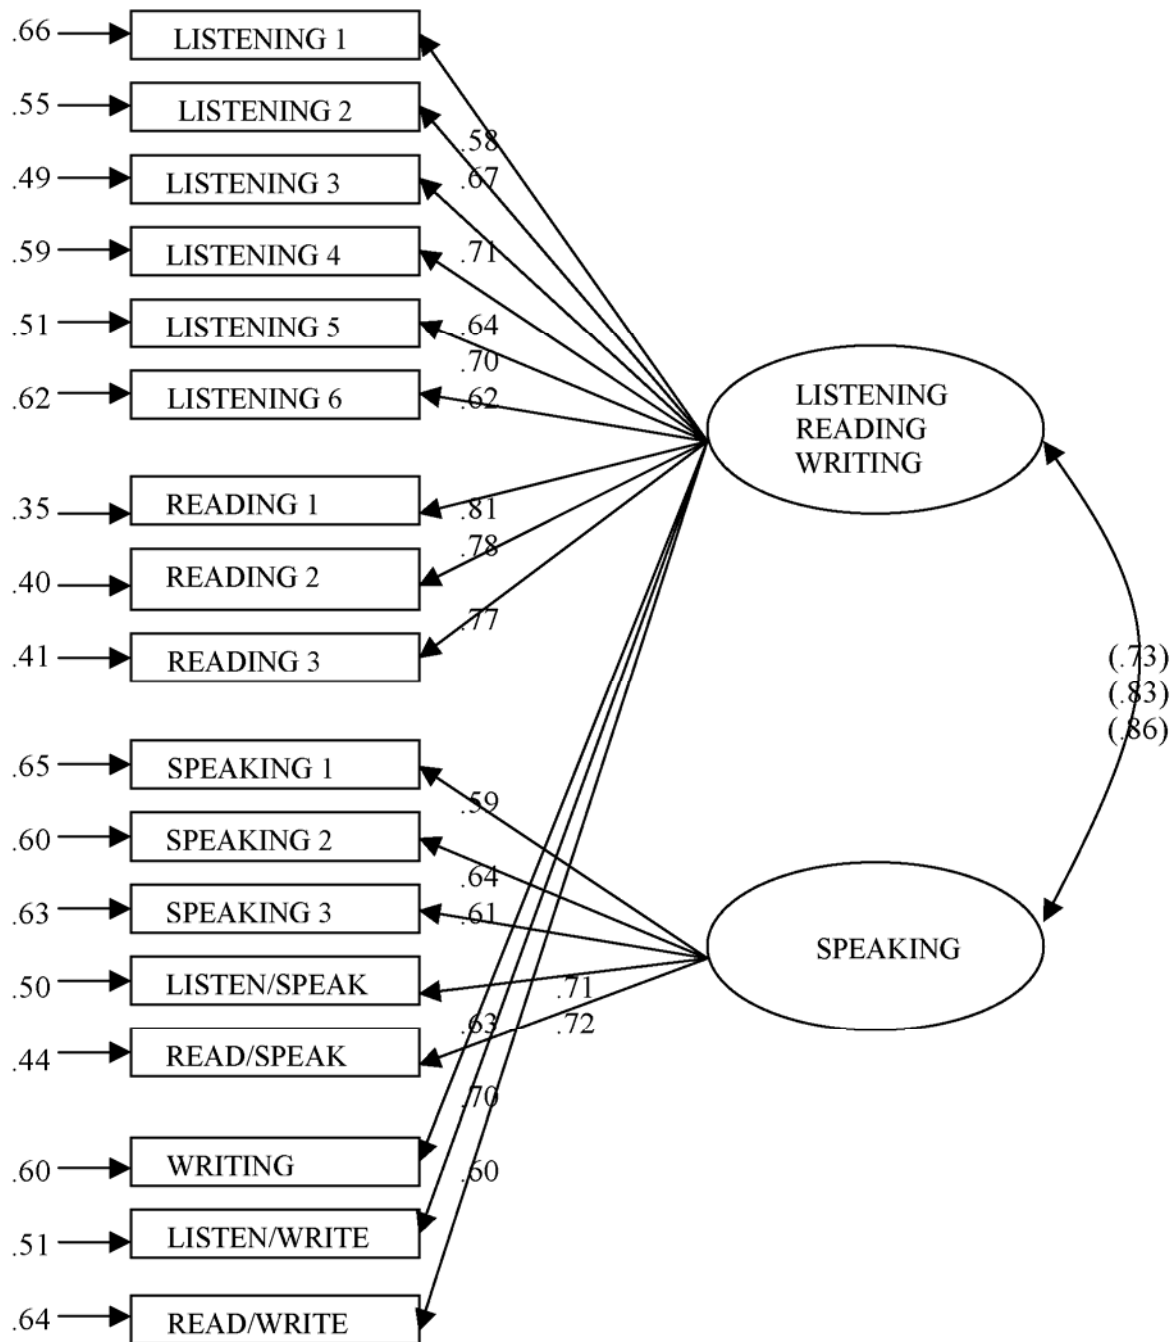 .66 LISTENING 1
.55 LISTENING 2
.58
.49 LISTENING 3 .67
.59 LISTENING 4 .71
.51 LISTENING 5 .64
.70
.62 LISTENING 6 .62
LISTENING
READING
WRITING
.35 READING 1 .81
.78
.40 READING 2
.77
.41 READING 3
(.73)
(.83)
(.86)
.65 SPEAKING 1
.59
.60 SPEAKING 2
.64
.63 SPEAKING 3 .61
SPEAKING
.50 LISTEN/SPEAK .71
.63 .72
.44 READ/SPEAK
.70
.60 WRITING .60
.51 LISTEN/WRITE
.64 READ/WRITE